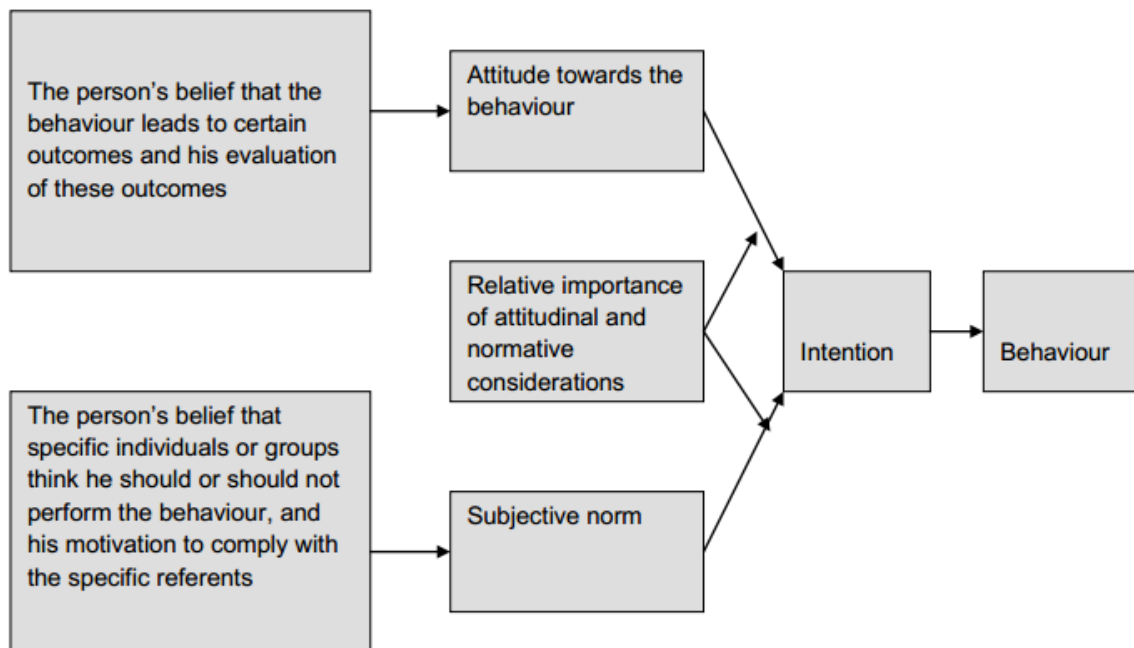 The person's belief that the
behaviour leads to certain
outcomes and his evaluation
of these outcomes
Attitude towards the
behaviour
Relative importance
of attitudinal and
normative
considerations
Intention
Behaviour
The person's belief that
specific individuals or groups
think he should or should not
perform the behaviour, and
his motivation to comply with
the specific referents
Subjective norm